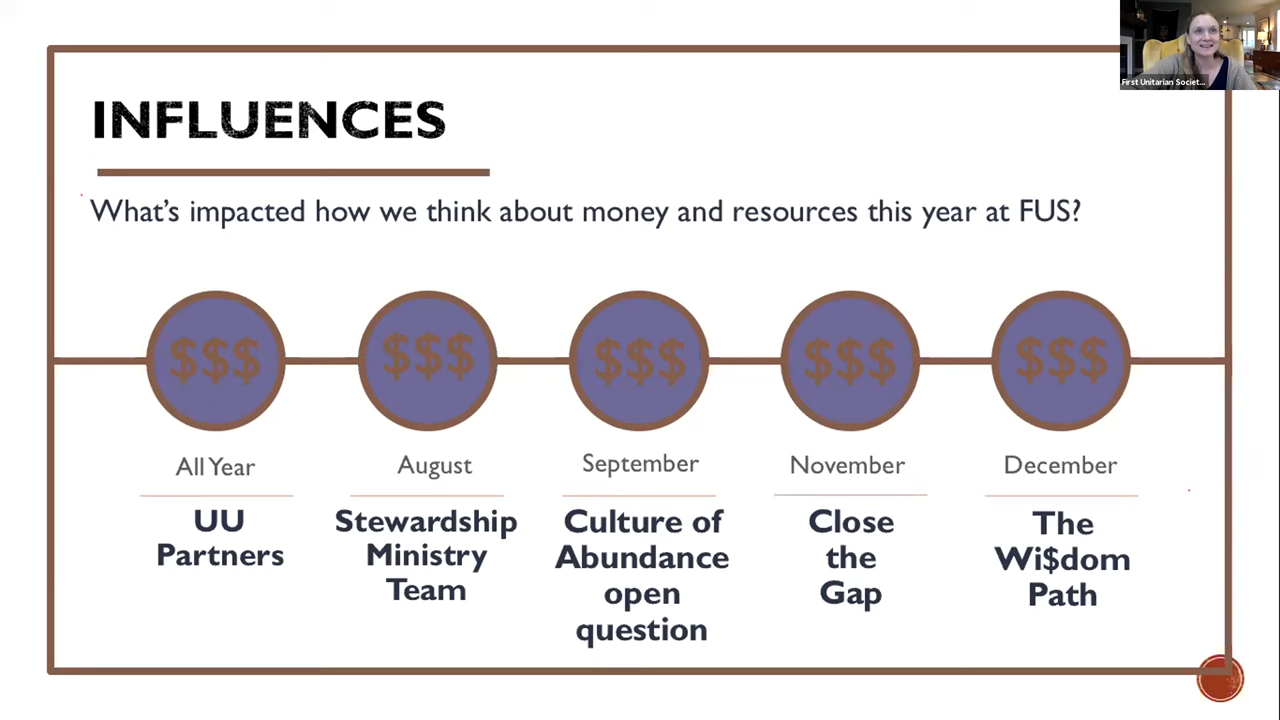 First Unitarian Societ...
INFLUENCES
What's impacted how we think about money and resources this year at FUS?
$$$ $$$ $$$ $$$ $$$
All Year
UU
Partners
August
Stewardship
Ministry
Team
September
Culture of
Abundance
open
question
November
Close
the
Gap
December
The
Wi$dom
Path